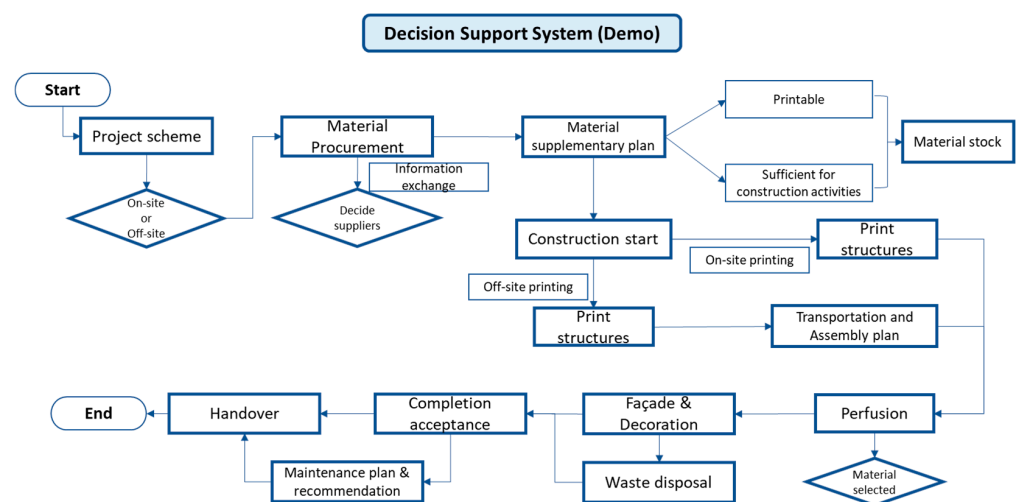 Decision Support System (Demo)
Start
Project scheme
On-site
or
Off-site
Material
Procurement
Information
exchange
Decide
suppliers
Material
supplementary plan
Printable
Sufficient for
construction activities
Material stock
Construction start
On-site printing
Print
structures
Off-site printing
Print
structures
Transportation and
Assembly plan
Perfusion
Material
selected
Façade &
Decoration
Waste disposal
Completion
acceptance
Maintenance plan &
recommendation
Handover
End